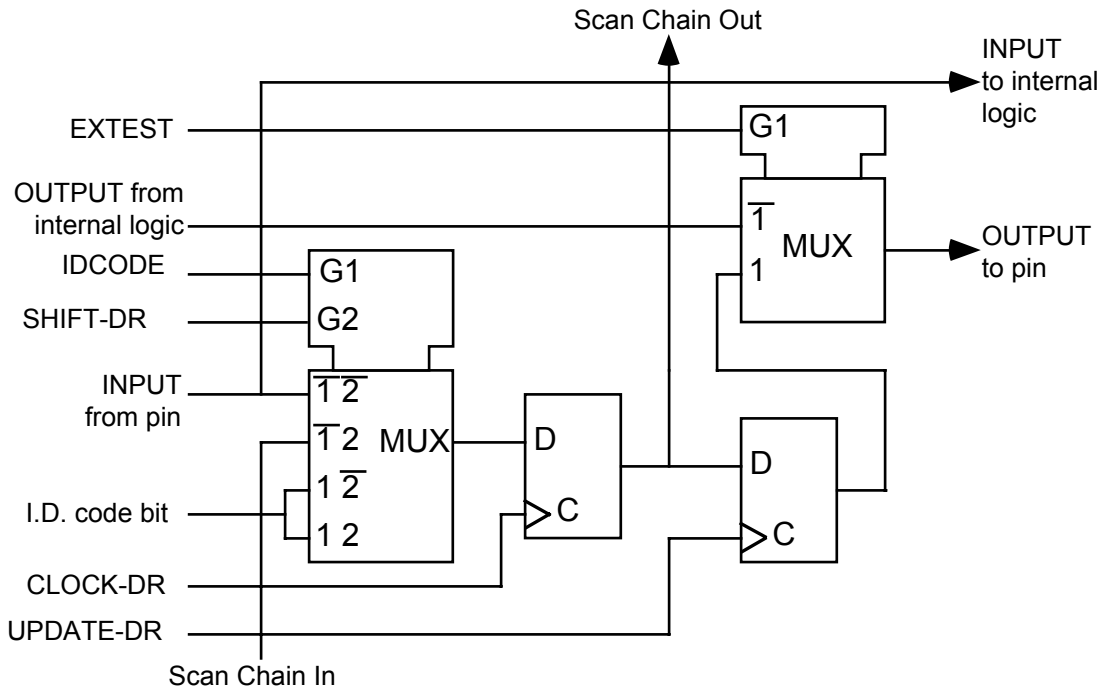 Scan Chain Out
INPUT
to internal
logic
EXTEST
G1
OUTPUT from
internal logic
1̅
MUX
1
OUTPUT
to pin
IDCODE
G1
SHIFT-DR
G2
INPUT
from pin
1̅ 2̅
1̅ 2
MUX
1 2̅
1 2
D
C
D
C
I.D. code bit
CLOCK-DR
UPDATE-DR
Scan Chain In